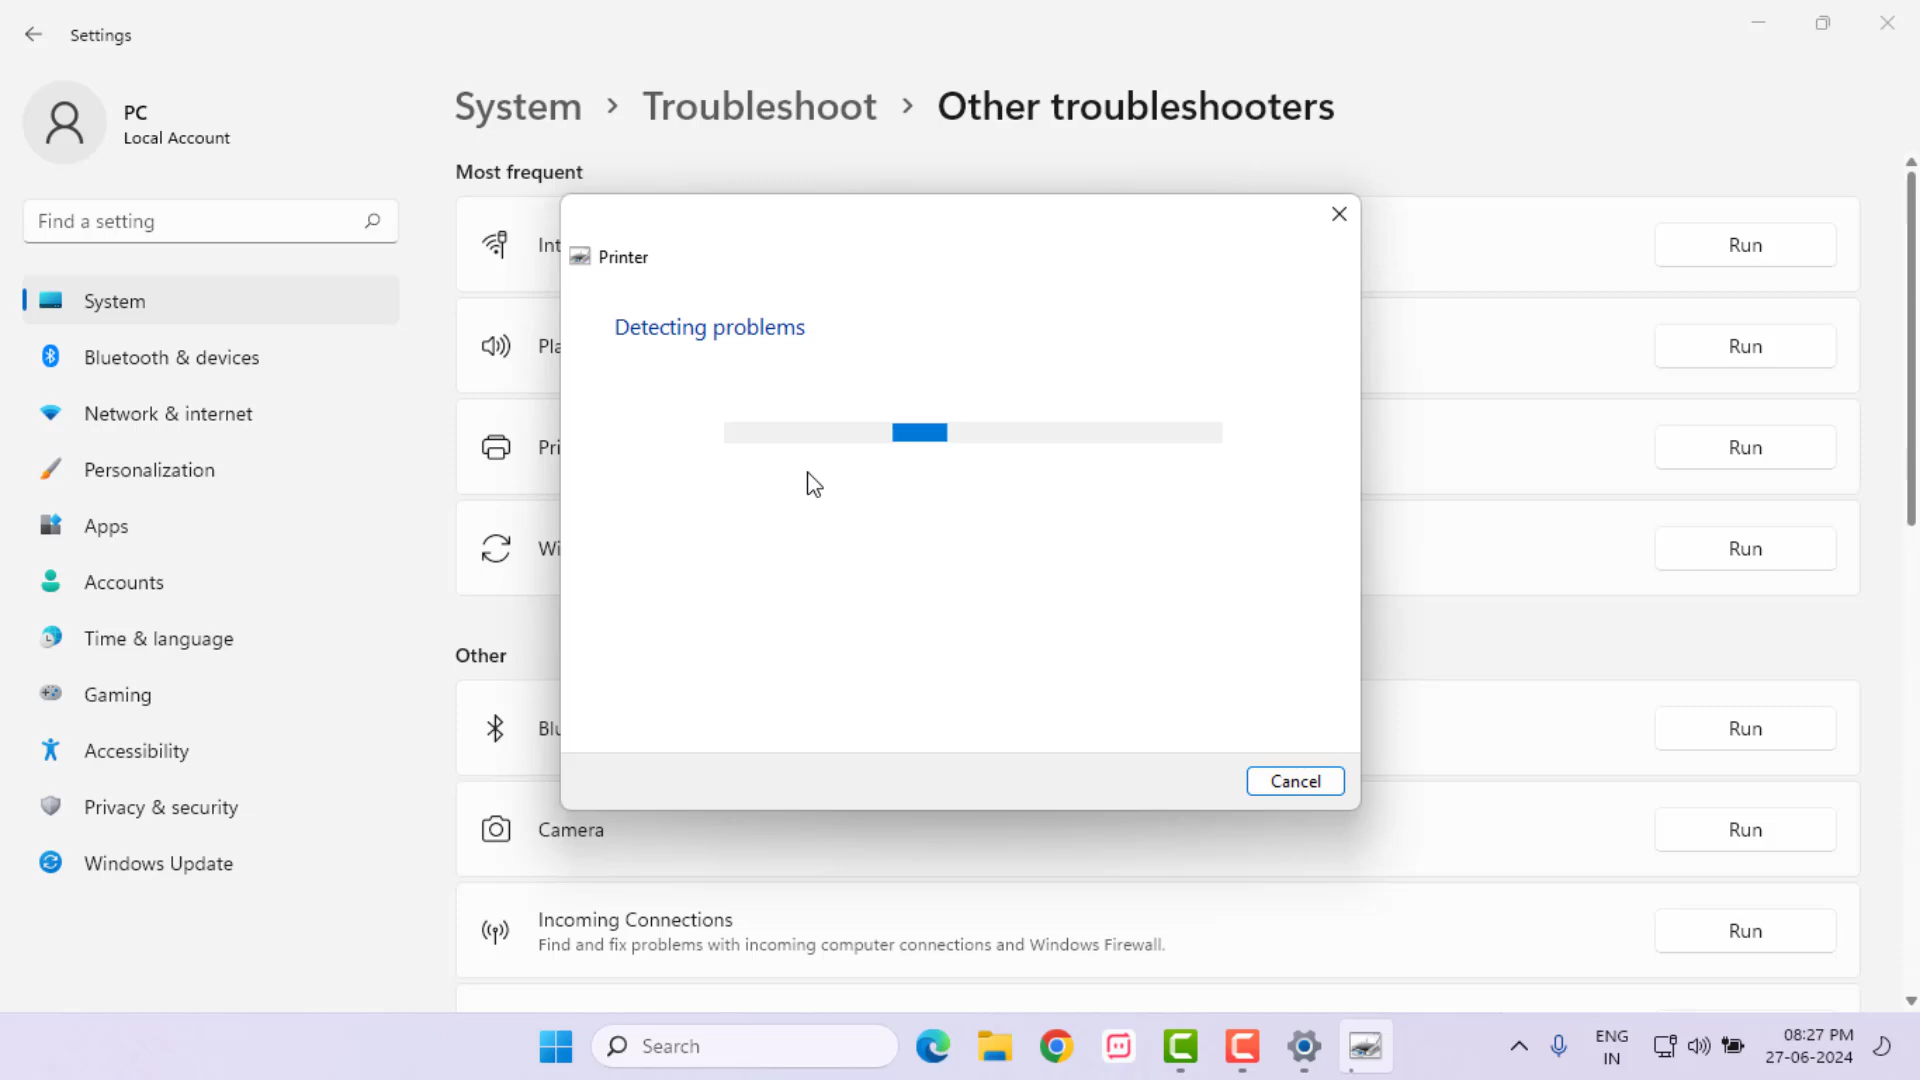 Settings
PC
Local Account
Find a setting
System
Bluetooth & devices
Network & internet
Personalization
Apps
Accounts
Time & language
Gaming
Accessibility
Privacy & security
Windows Update
System > Troubleshoot > Other troubleshooters
Most frequent
Int
Run
Pla
Run
Pri
Run
Wi
Run
Printer
Detecting problems
Cancel
Other
Blu
Run
Camera
Run
Incoming Connections
Find and fix problems with incoming computer connections and Windows Firewall.
Run
Search
ENG
IN
08:27 PM
27-06-2024